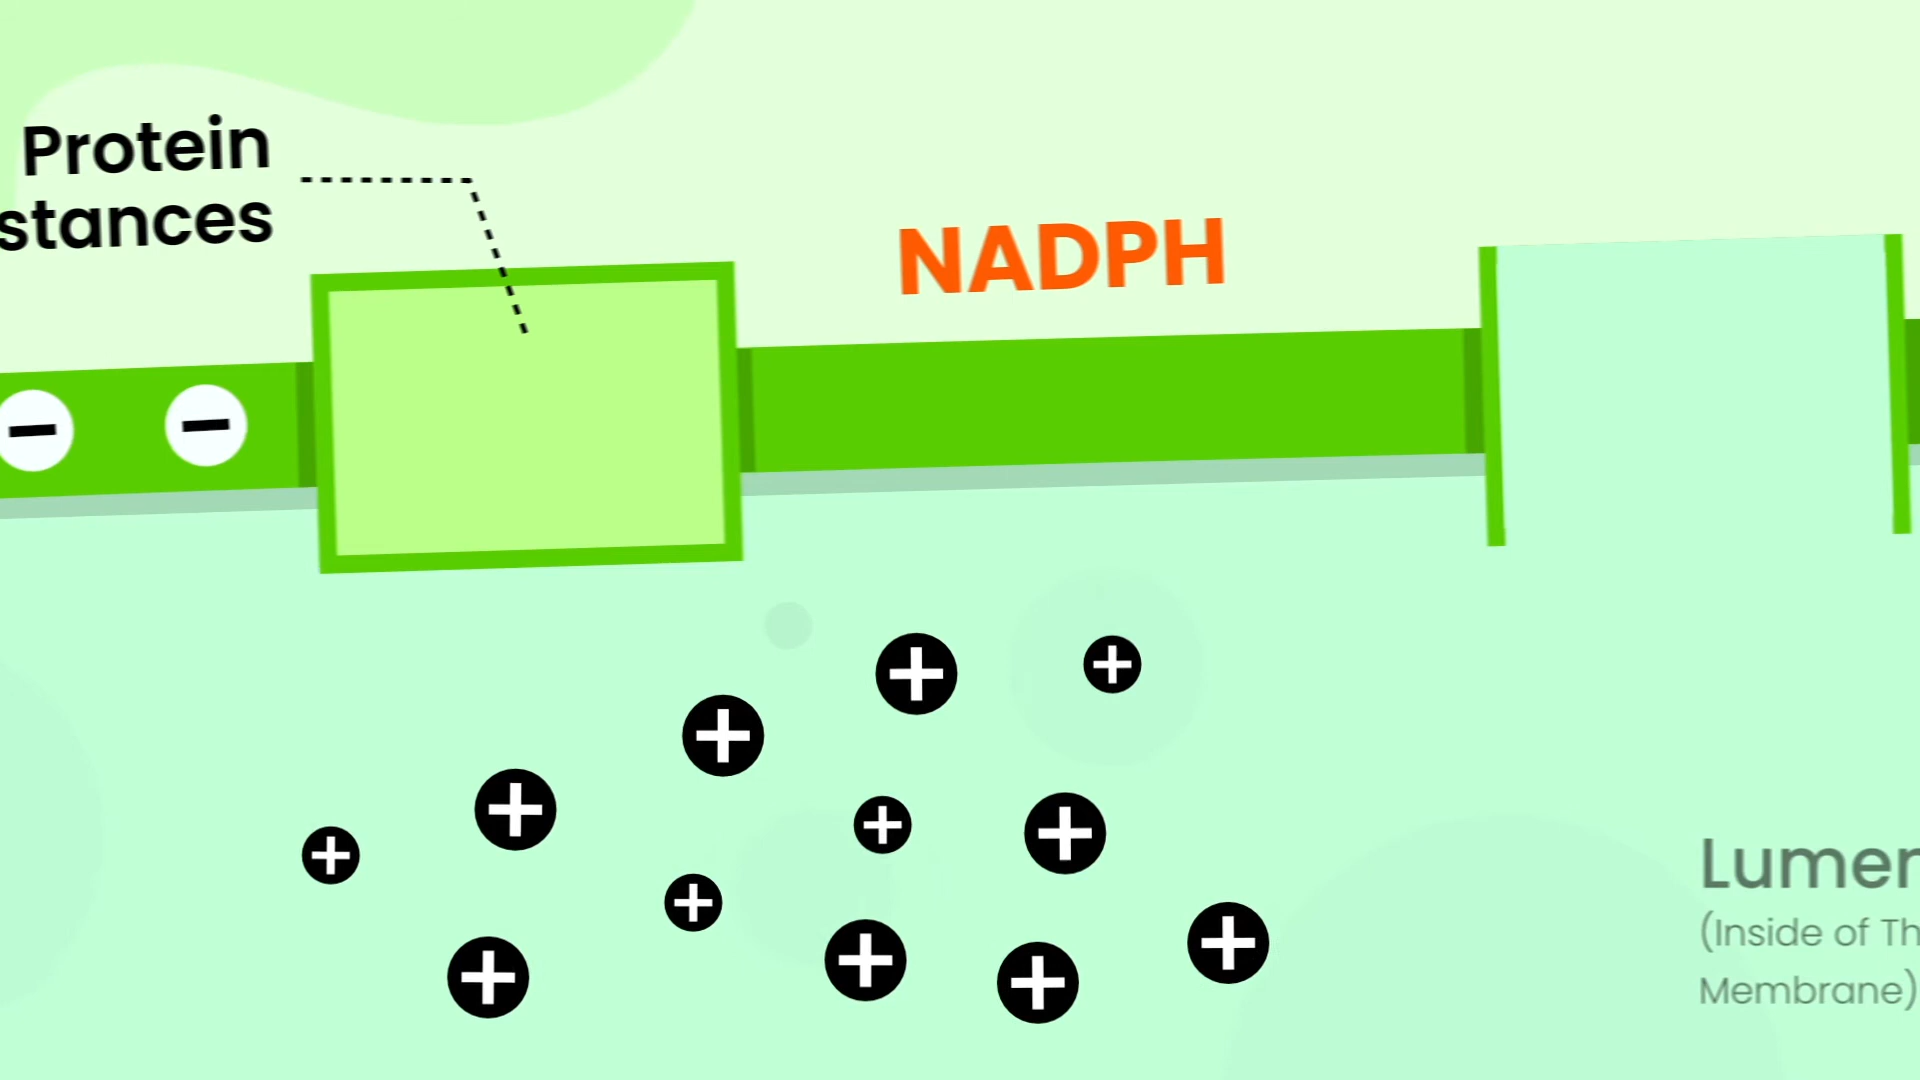 Protein
stances
NADPH
Lumen
(Inside of Th
Membrane)